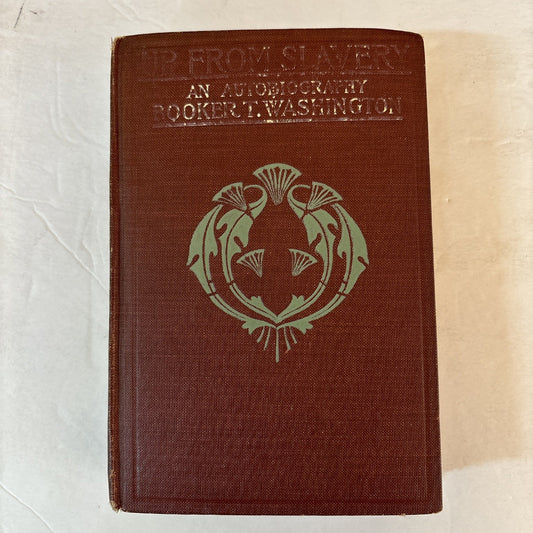 UP FROM SLAVERY
AN AUTOBIOGRAPHY
BOOKER T. WASHINGTON